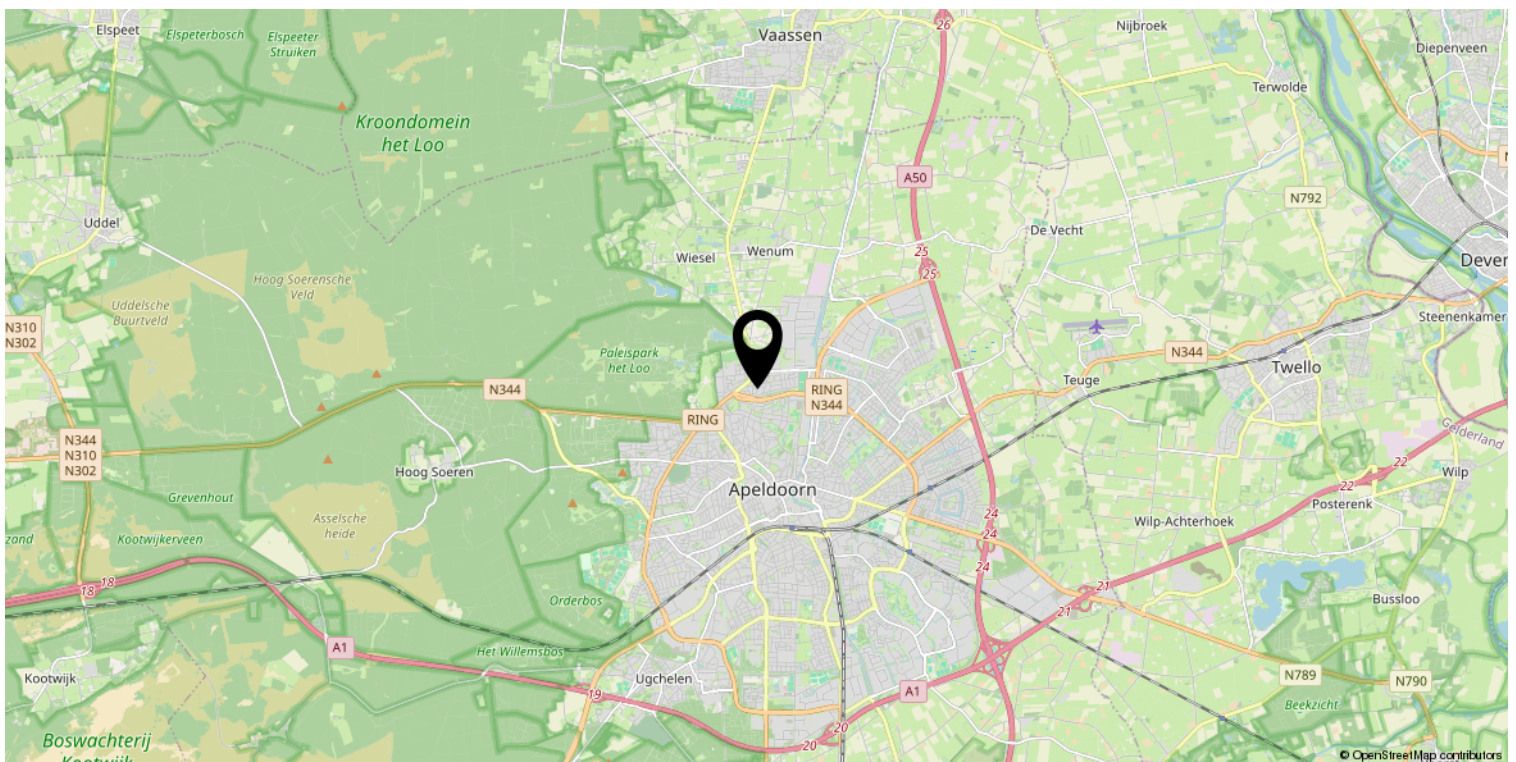 Elspeet
Elspeterbosch
Elspeeter
Struiken
Vaassen
26
Nijbroek
Diepenveen
Terwolde
Kroondomein
het Loo
N
A50
N792
Uddel
De Vecht
25
Wiesel
Wenum
Deven
25
Hoog Soerensche
Veld
Uddelsche
Buurtveld
Steenenkamer
N310
N302
Paleispark
het Loo
N344
Twello
Teuge
N344
RING
N344
RING
N344
N310
N302
Gelderland
22
Hoog Soeren
Wilp
22
Grevenhout
Apeldoorn
Posterenk
24
Asselsche
heide
Wilp-Achterhoek
zand
Kootwijkerveen
24
24
18
18
21
Orderbos
21
Bussloo
A1
Het Willemsbos
Kootwijk
Ugchelen
N789
N790
19
A1
Beekzicht
20
20
Boswachterij
Kootwijk
© OpenStreetMap contributors